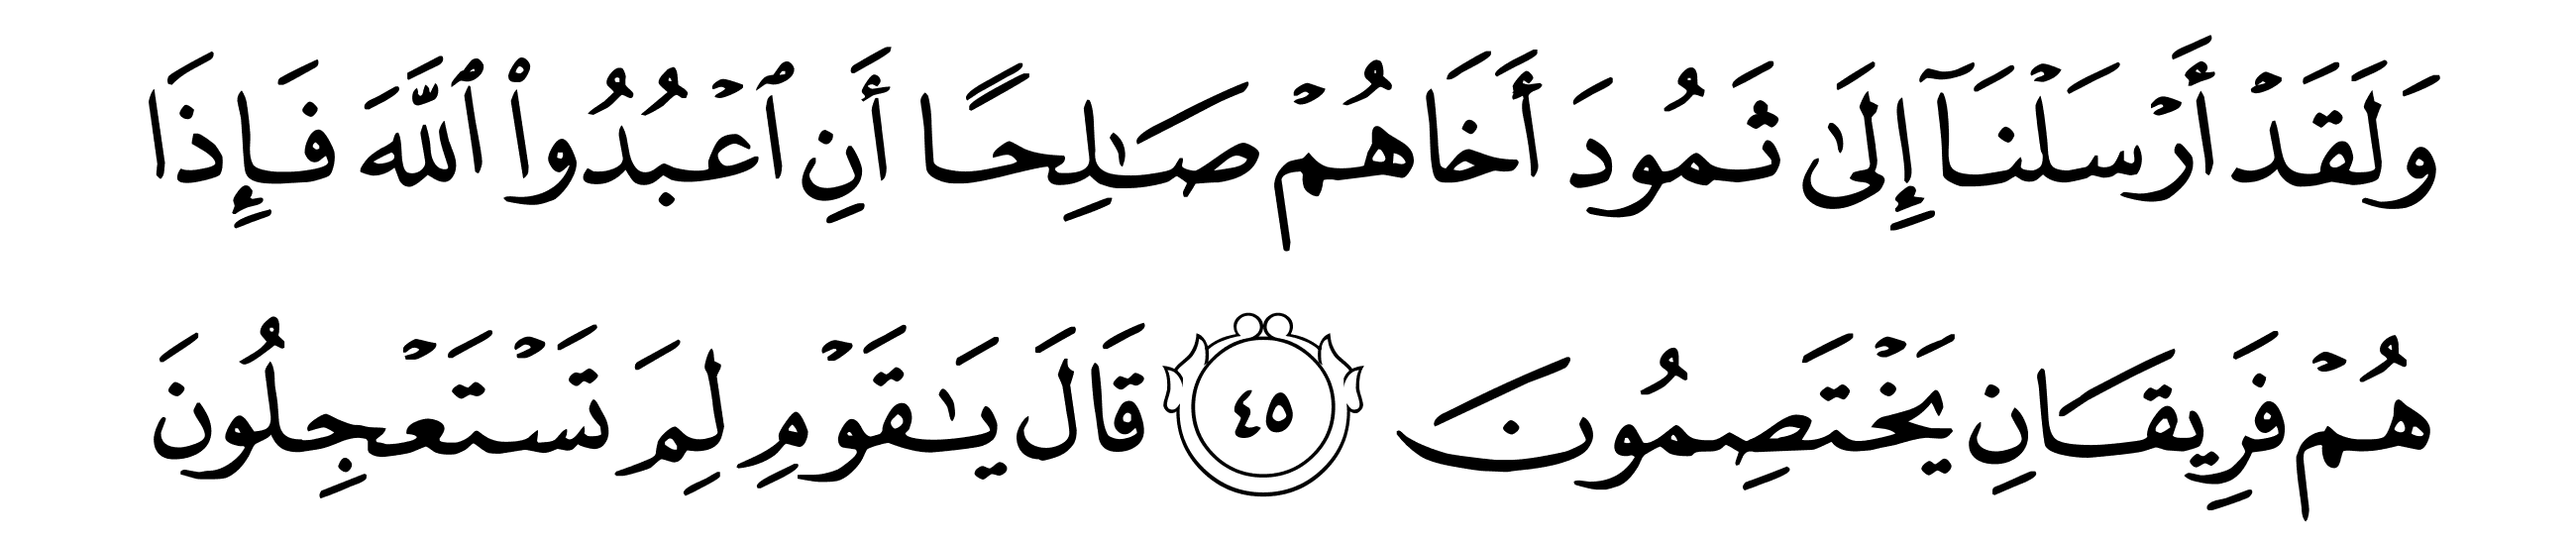 وَلَقَدۡ أَرۡسَلۡنَآ إِلَىٰ ثَمُودَ أَخَاهُمۡ صَٰلِحًا أَنِ ٱعۡبُدُواْ ٱللَّهَ فَإِذَا
هُمۡ فَرِيقَانِ يَخۡتَصِمُونَ ٤٥ قَالَ يَٰقَوۡمِ لِمَ تَسۡتَعۡجِلُونَ